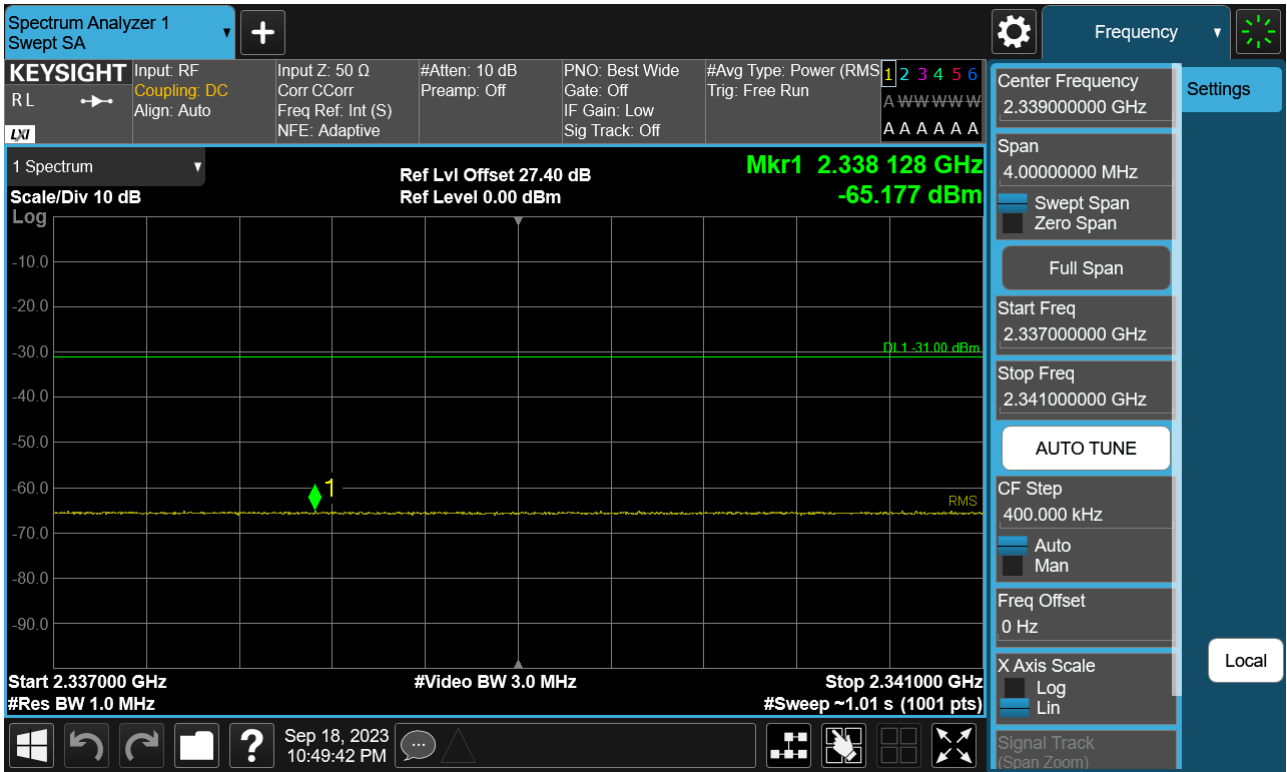 Spectrum Analyzer 1
Swept SA
+
Frequency
KEYSIGHT
R L
LXI
Input: RF
Coupling: DC
Align: Auto
Input Z: 50 Ω
Corr CCorr
Freq Ref: Int (S)
NFE: Adaptive
#Atten: 10 dB
Preamp: Off
PNO: Best Wide
Gate: Off
IF Gain: Low
Sig Track: Off
#Avg Type: Power (RMS
Trig: Free Run
1 2 3 4 5 6
A W W W W W
A A A A A A
1 Spectrum
Scale/Div 10 dB
Log
Ref Lvl Offset 27.40 dB
Ref Level 0.00 dBm
Mkr1 2.338 128 GHz
-65.177 dBm
-10.0
-20.0
-30.0
DL1 -31.00 dBm
-40.0
-50.0
-60.0
1
RMS
-70.0
-80.0
-90.0
Start 2.337000 GHz
#Res BW 1.0 MHz
#Video BW 3.0 MHz
Stop 2.341000 GHz
#Sweep ~1.01 s (1001 pts)
Center Frequency
2.339000000 GHz
Span
4.00000000 MHz
Swept Span
Zero Span
Full Span
Start Freq
2.337000000 GHz
Stop Freq
2.341000000 GHz
AUTO TUNE
CF Step
400.000 kHz
Auto
Man
Freq Offset
0 Hz
X Axis Scale
Log
Lin
Signal Track
(Span Zoom)
Settings
Local
?
Sep 18, 2023
10:49:42 PM